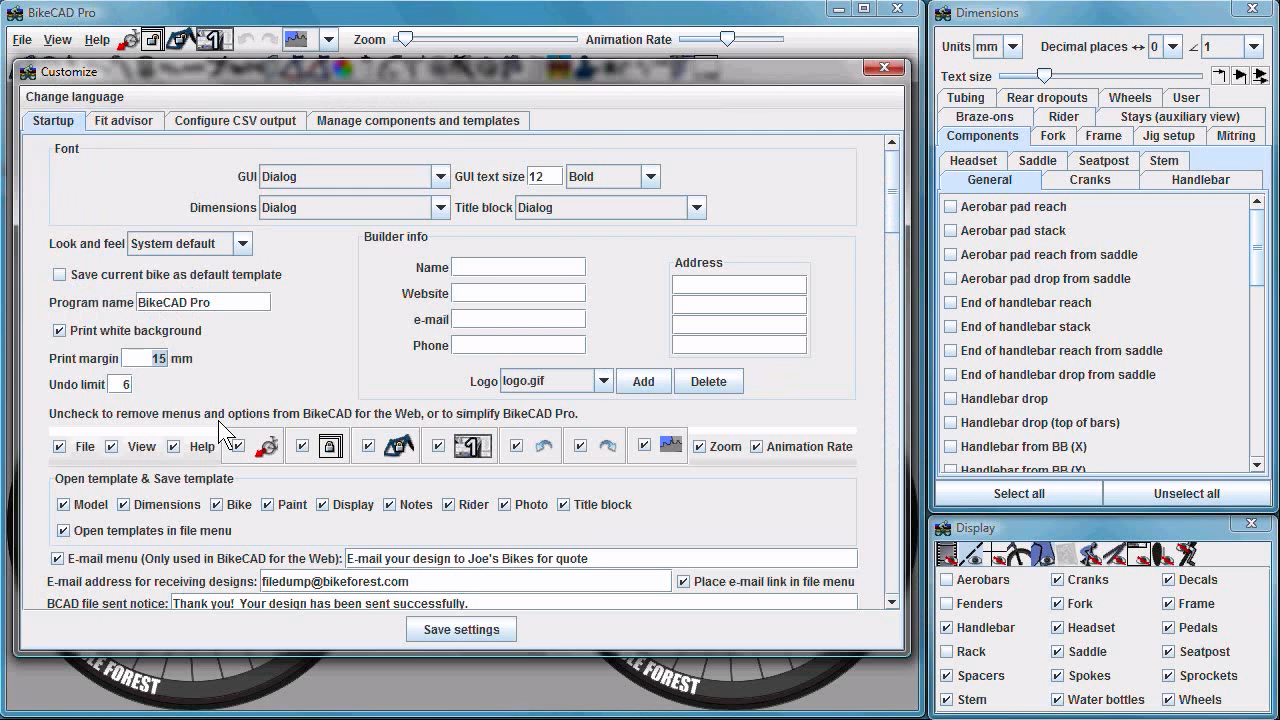 BikeCAD Pro
File View Help Zoom Animation Rate
Customize
Change language
Startup Fit advisor Configure CSV output Manage components and templates
Font
GUI Dialog GUI text size 12 Bold
Dimensions Dialog Title block Dialog
Look and feel System default
Save current bike as default template
Program name BikeCAD Pro
Print white background
Print margin 15 mm
Undo limit 6
Builder info
Name
Website
e-mail
Phone
Address
Logo logo.gif Add Delete
Uncheck to remove menus and options from BikeCAD for the Web, or to simplify BikeCAD Pro.
File View Help Zoom Animation Rate
Open template & Save template
Model Dimensions Bike Paint Display Notes Rider Photo Title block
Open templates in file menu
E-mail menu (Only used in BikeCAD for the Web): E-mail your design to Joe's Bikes for quote
E-mail address for receiving designs: filedump@bikeforest.com Place e-mail link in file menu
BCAD file sent notice: Thank you! Your design has been sent successfully.
Save settings
LE FOREST
LE FOREST
Dimensions
Units mm Decimal places ↔ 0 ∠ 1
Text size
Tubing Rear dropouts Wheels User
Braze-ons Rider Stays (auxiliary view)
Components Fork Frame Jig setup Mitring
Headset Saddle Seatpost Stem
General Cranks Handlebar
Aerobar pad reach
Aerobar pad stack
Aerobar pad reach from saddle
Aerobar pad drop from saddle
End of handlebar reach
End of handlebar stack
End of handlebar reach from saddle
End of handlebar drop from saddle
Handlebar drop
Handlebar drop (top of bars)
Handlebar from BB (X)
Handlebar from BB (Y)
Select all Unselect all
Display
Aerobars Cranks Decals
Fenders Fork Frame
Handlebar Headset Pedals
Rack Saddle Seatpost
Spacers Spokes Sprockets
Stem Water bottles Wheels